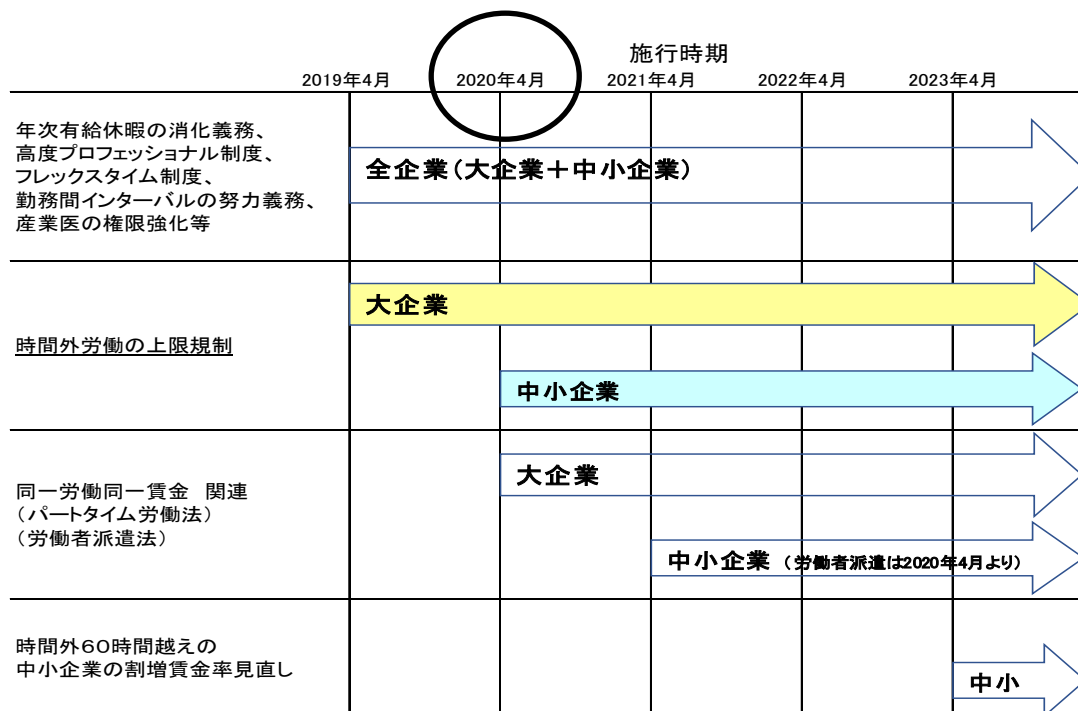 施行時期
2019年4月 2020年4月 2021年4月 2022年4月 2023年4月
年次有給休暇の消化義務、
高度プロフェッショナル制度、
フレックスタイム制度、
勤務間インターバルの努力義務、
産業医の権限強化等
全企業(大企業+中小企業)
時間外労働の上限規制
大企業
中小企業
同一労働同一賃金 関連
(パートタイム労働法)
(労働者派遣法)
大企業
中小企業 (労働者派遣は2020年4月より)
時間外60時間越えの
中小企業の割増賃金率見直し
中小